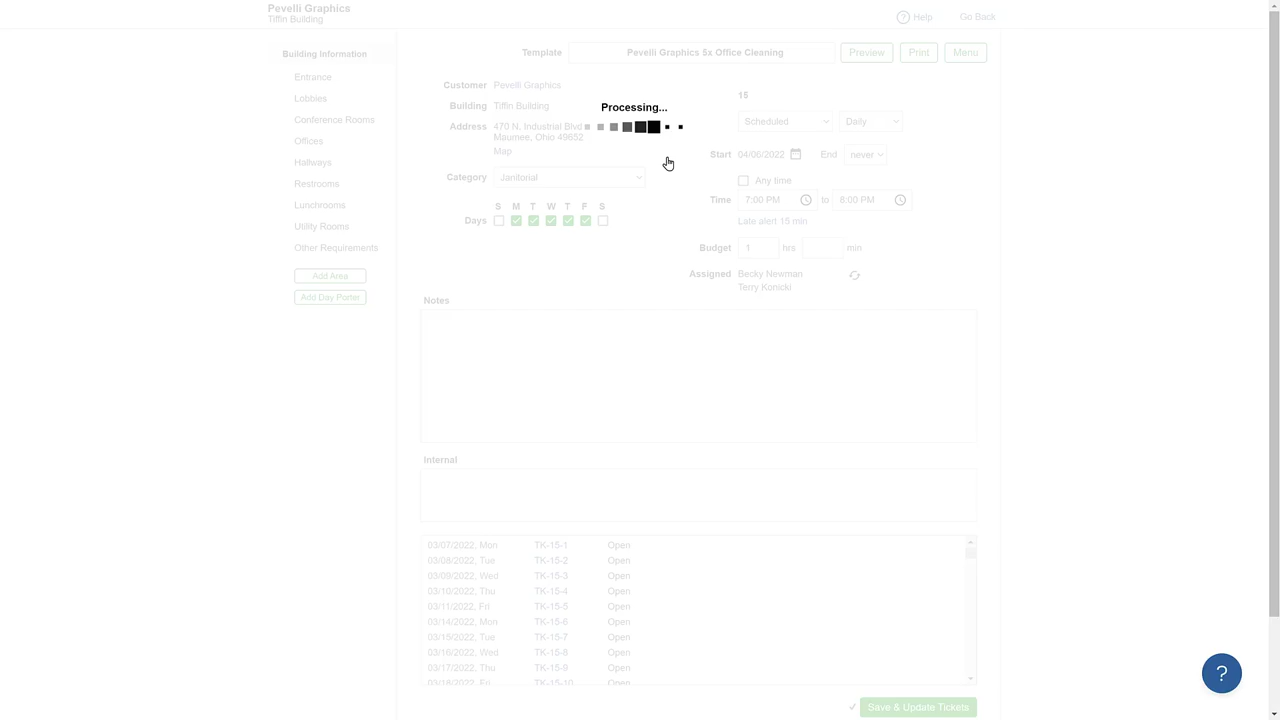 Pevelli Graphics
Tiffin Building
Help
Go Back
Building Information
Entrance
Lobbies
Conference Rooms
Offices
Hallways
Restrooms
Lunchrooms
Utility Rooms
Other Requirements
Add Area
Add Day Porter
Template
Pevelli Graphics 5x Office Cleaning
Preview
Print
Menu
Customer Pevelli Graphics
Building Tiffin Building
Address 470 N. Industrial Blvd
Maumee, Ohio 49652
Map
Category Janitorial
S M T W T F S
Days
Processing...
15
Scheduled Daily
Start 04/06/2022 End never
Any time
Time 7:00 PM to 8:00 PM
Late alert 15 min
Budget 1 hrs min
Assigned Becky Newman
Terry Konicki
Notes
Internal
03/07/2022, Mon TK-15-1 Open
03/08/2022, Tue TK-15-2 Open
03/09/2022, Wed TK-15-3 Open
03/10/2022, Thu TK-15-4 Open
03/11/2022, Fri TK-15-5 Open
03/14/2022, Mon TK-15-6 Open
03/15/2022, Tue TK-15-7 Open
03/16/2022, Wed TK-15-8 Open
03/17/2022, Thu TK-15-9 Open
03/18/2022, Fri TK-15-10 Open
Save & Update Tickets
?